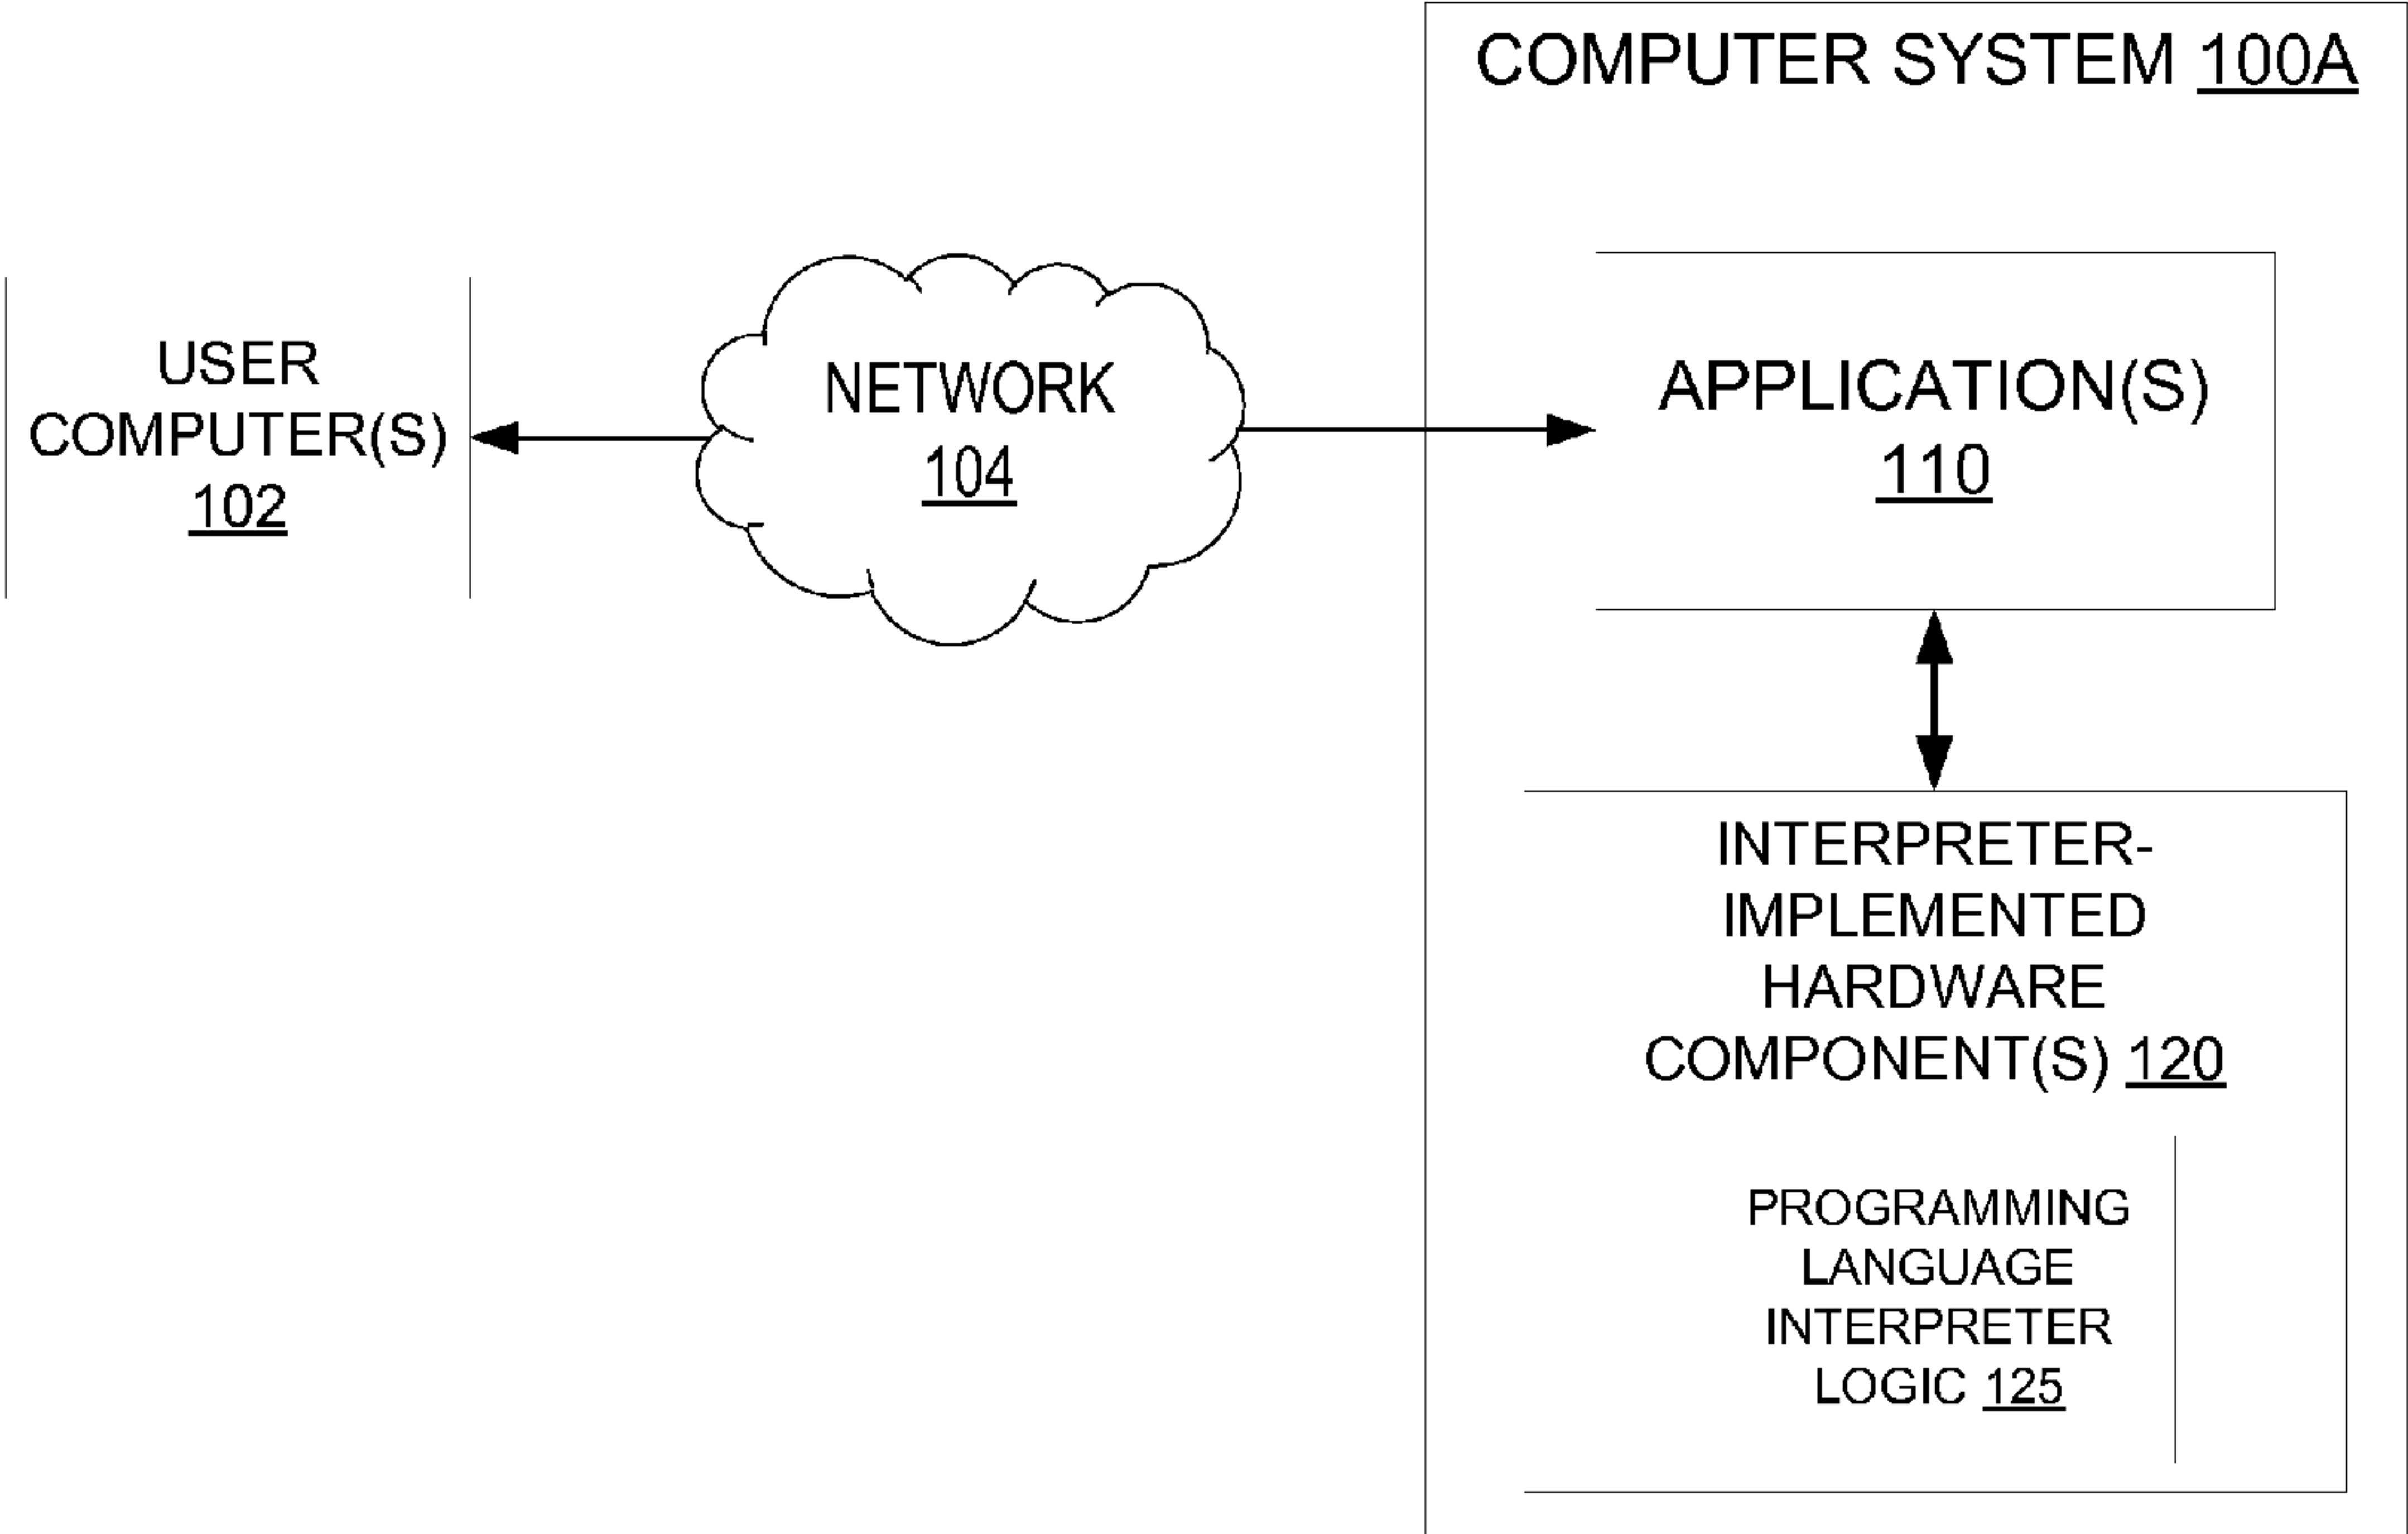 COMPUTER SYSTEM 100A
USER
COMPUTER(S)
102
NETWORK
104
APPLICATION(S)
110
INTERPRETER-
IMPLEMENTED
HARDWARE
COMPONENT(S) 120
PROGRAMMING
LANGUAGE
INTERPRETER
LOGIC 125